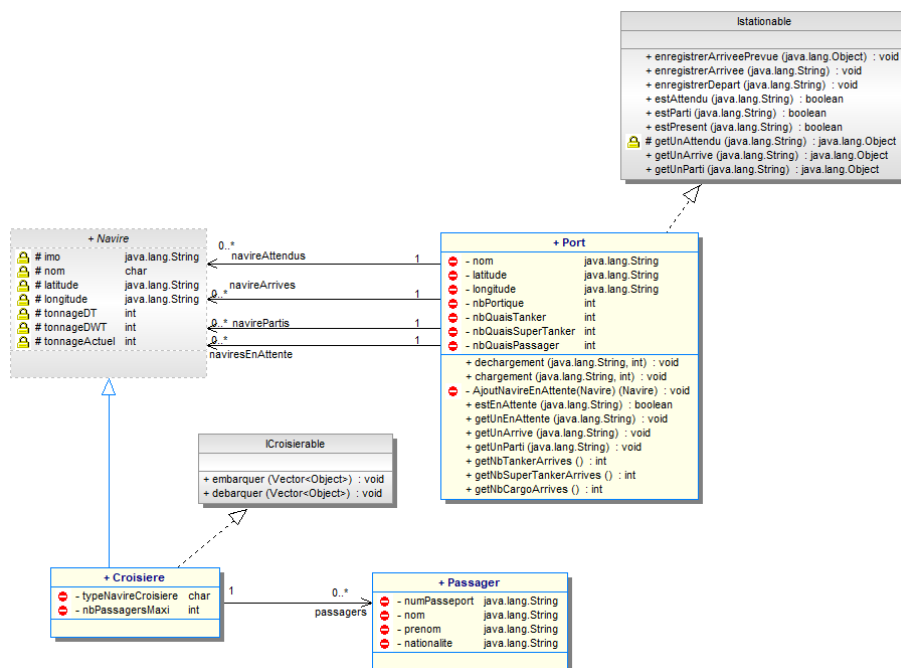 Istationable
+ enregistrerArriveePrevue (java.lang.Object) : void
+ enregistrerArrivee (java.lang.String) : void
+ enregistrerDepart (java.lang.String) : void
+ estAttendu (java.lang.String) : boolean
+ estParti (java.lang.String) : boolean
+ estPresent (java.lang.String) : boolean
# getUnAttendu (java.lang.String) : java.lang.Object
+ getUnArrive (java.lang.String) : java.lang.Object
+ getUnParti (java.lang.String) : java.lang.Object
+ Navire
# imo java.lang.String
# nom char
# latitude java.lang.String
# longitude java.lang.String
# tonnageDT int
# tonnageDWT int
# tonnageActuel int
0..*
navireAttendus
1
navireArrives
0..*
1
navirePartis
0..*
1
0..*
1
naviresEnAttente
+ Port
- nom java.lang.String
- latitude java.lang.String
- longitude java.lang.String
- nbPortique int
- nbQuaisTanker int
- nbQuaisSuperTanker int
- nbQuaisPassager int
+ dechargement (java.lang.String, int) : void
+ chargement (java.lang.String, int) : void
- AjoutNavireEnAttente(Navire) (Navire) : void
+ estEnAttente (java.lang.String) : boolean
+ getUnEnAttente (java.lang.String) : void
+ getUnArrive (java.lang.String) : void
+ getUnParti (java.lang.String) : void
+ getNbTankerArrives () : int
+ getNbSuperTankerArrives () : int
+ getNbCargoArrives () : int
ICroisierable
+ embarquer (Vector<Object>) : void
+ debarquer (Vector<Object>) : void
+ Croisiere
- typeNavireCroisiere char
- nbPassagersMaxi int
1
0..*
passagers
+ Passager
- numPasseport java.lang.String
- nom java.lang.String
- prenom java.lang.String
- nationalite java.lang.String